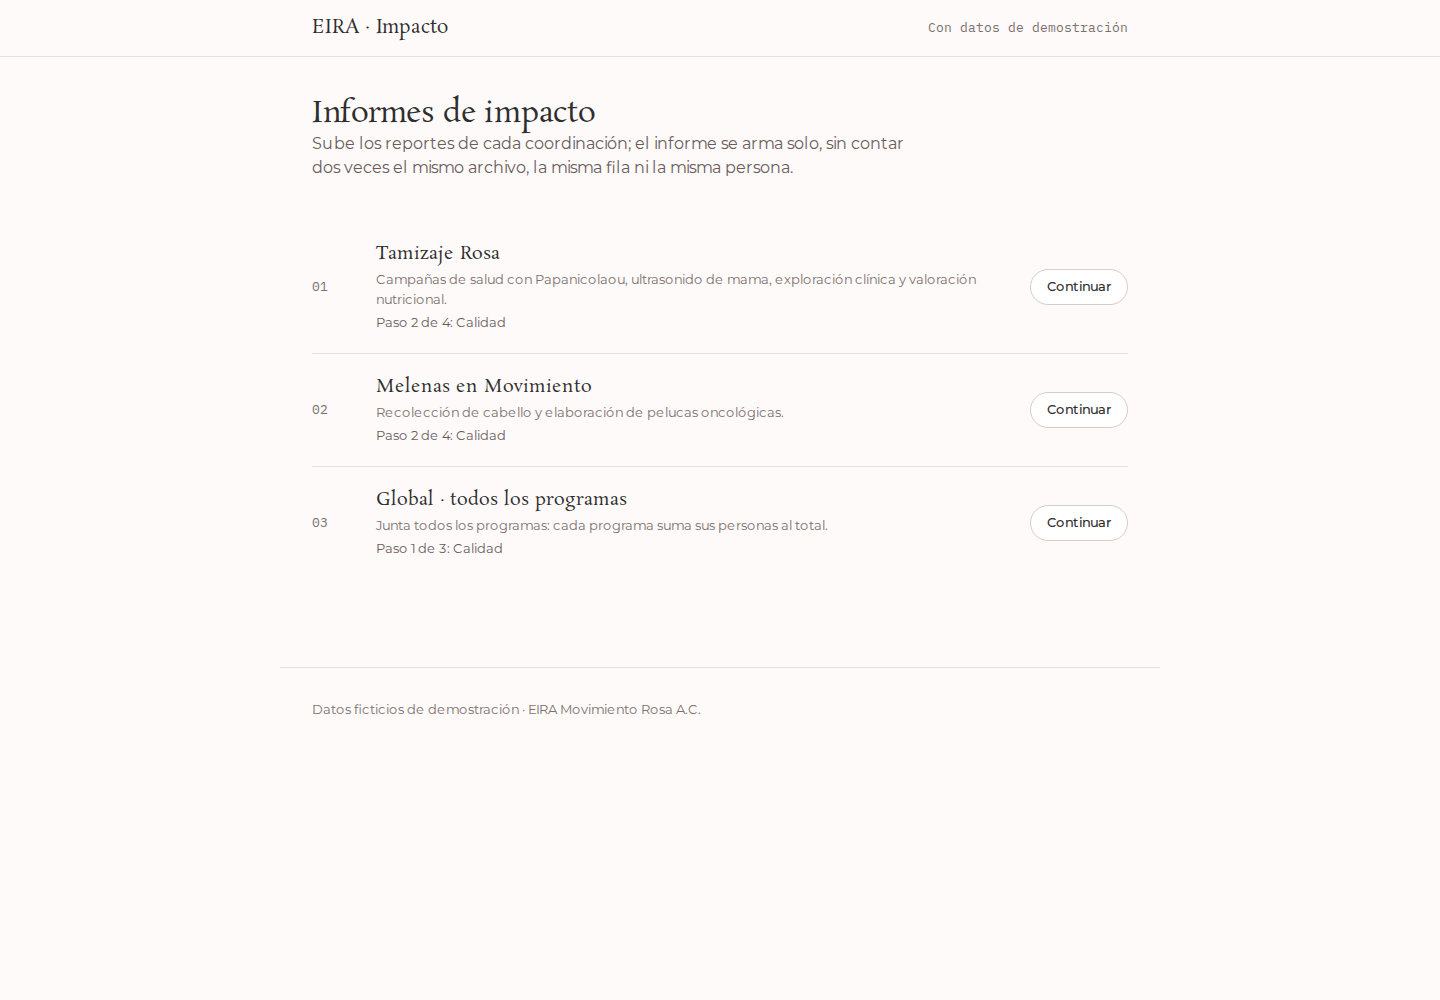 EIRA · Impacto
Con datos de demostración
Informes de impacto
Sube los reportes de cada coordinación; el informe se arma solo, sin contar
dos veces el mismo archivo, la misma fila ni la misma persona.
01
Tamizaje Rosa
Campañas de salud con Papanicolaou, ultrasonido de mama, exploración clínica y valoración
nutricional.
Paso 2 de 4: Calidad
Continuar
02
Melenas en Movimiento
Recolección de cabello y elaboración de pelucas oncológicas.
Paso 2 de 4: Calidad
Continuar
03
Global · todos los programas
Junta todos los programas: cada programa suma sus personas al total.
Paso 1 de 3: Calidad
Continuar
Datos ficticios de demostración · EIRA Movimiento Rosa A.C.